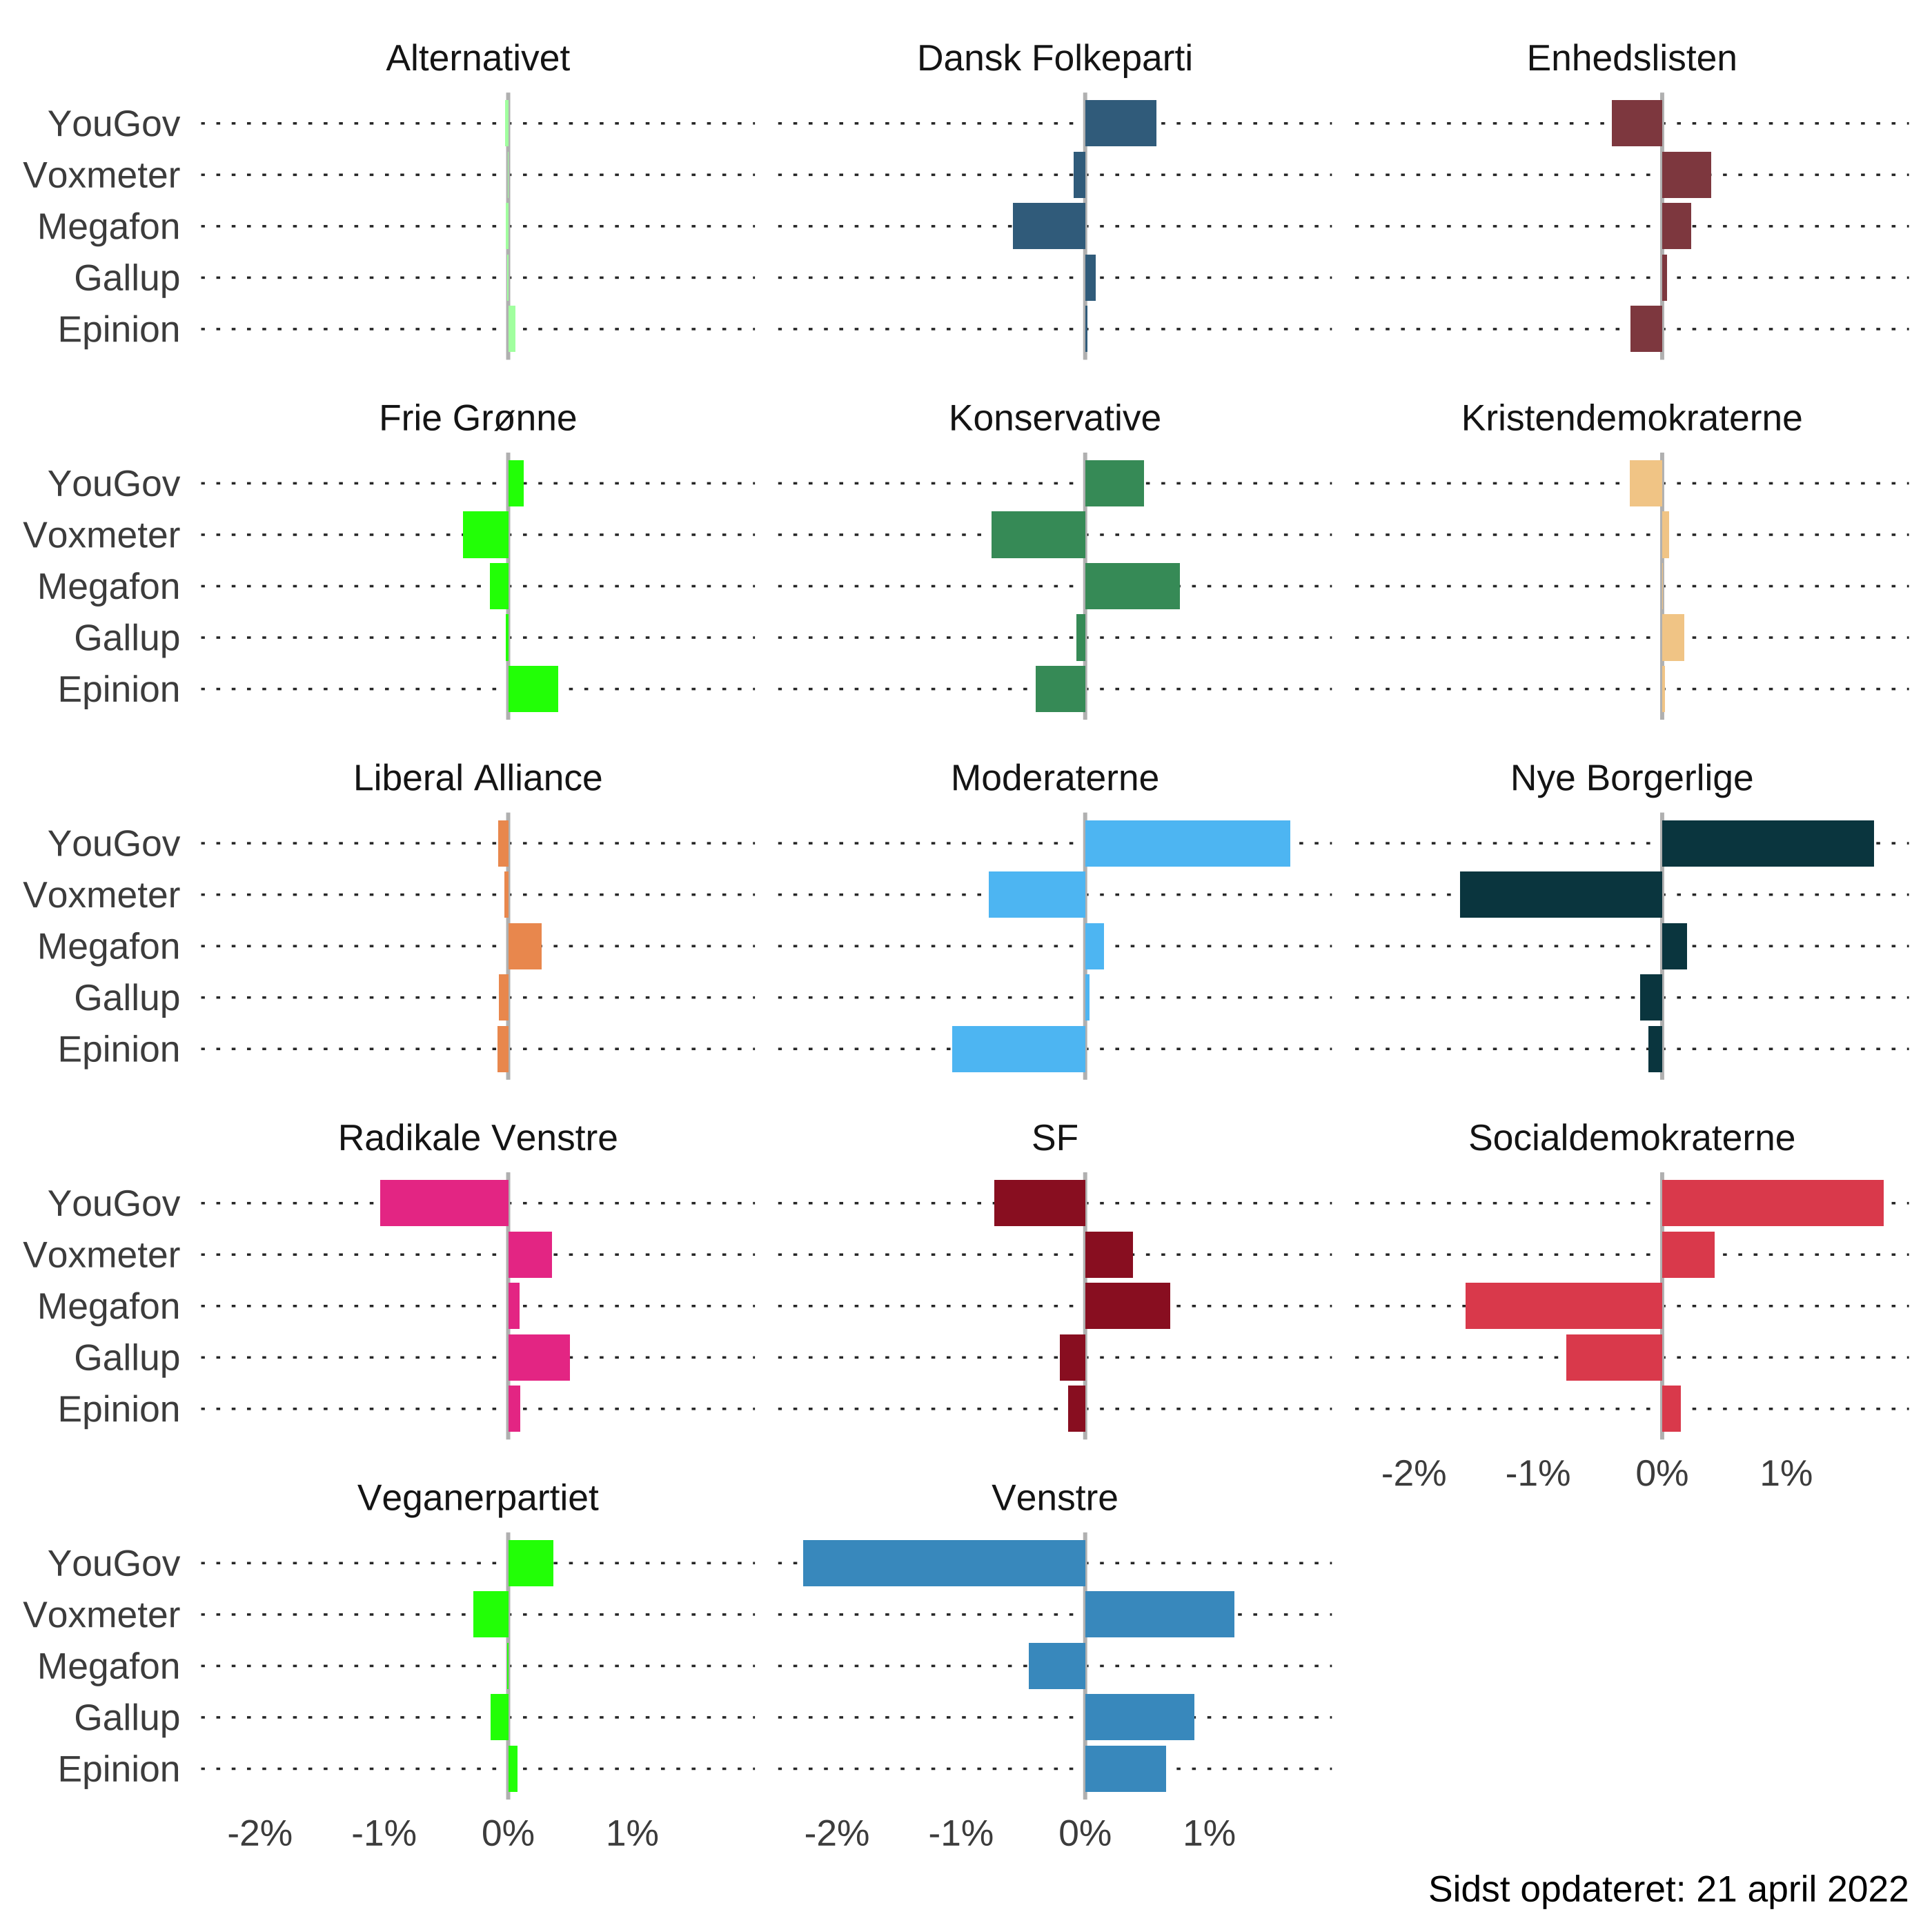 Alternativet Dansk Folkeparti Enhedslisten
YouGov
Voxmeter
Megafon
Gallup
Epinion
Frie Grønne Konservative Kristendemokraterne
YouGov
Voxmeter
Megafon
Gallup
Epinion
Liberal Alliance Moderaterne Nye Borgerlige
YouGov
Voxmeter
Megafon
Gallup
Epinion
Radikale Venstre SF Socialdemokraterne
YouGov
Voxmeter
Megafon
Gallup
Epinion
-2% -1% 0% 1%
Veganerpartiet Venstre
YouGov
Voxmeter
Megafon
Gallup
Epinion
-2% -1% 0% 1% -2% -1% 0% 1%
Sidst opdateret: 21 april 2022